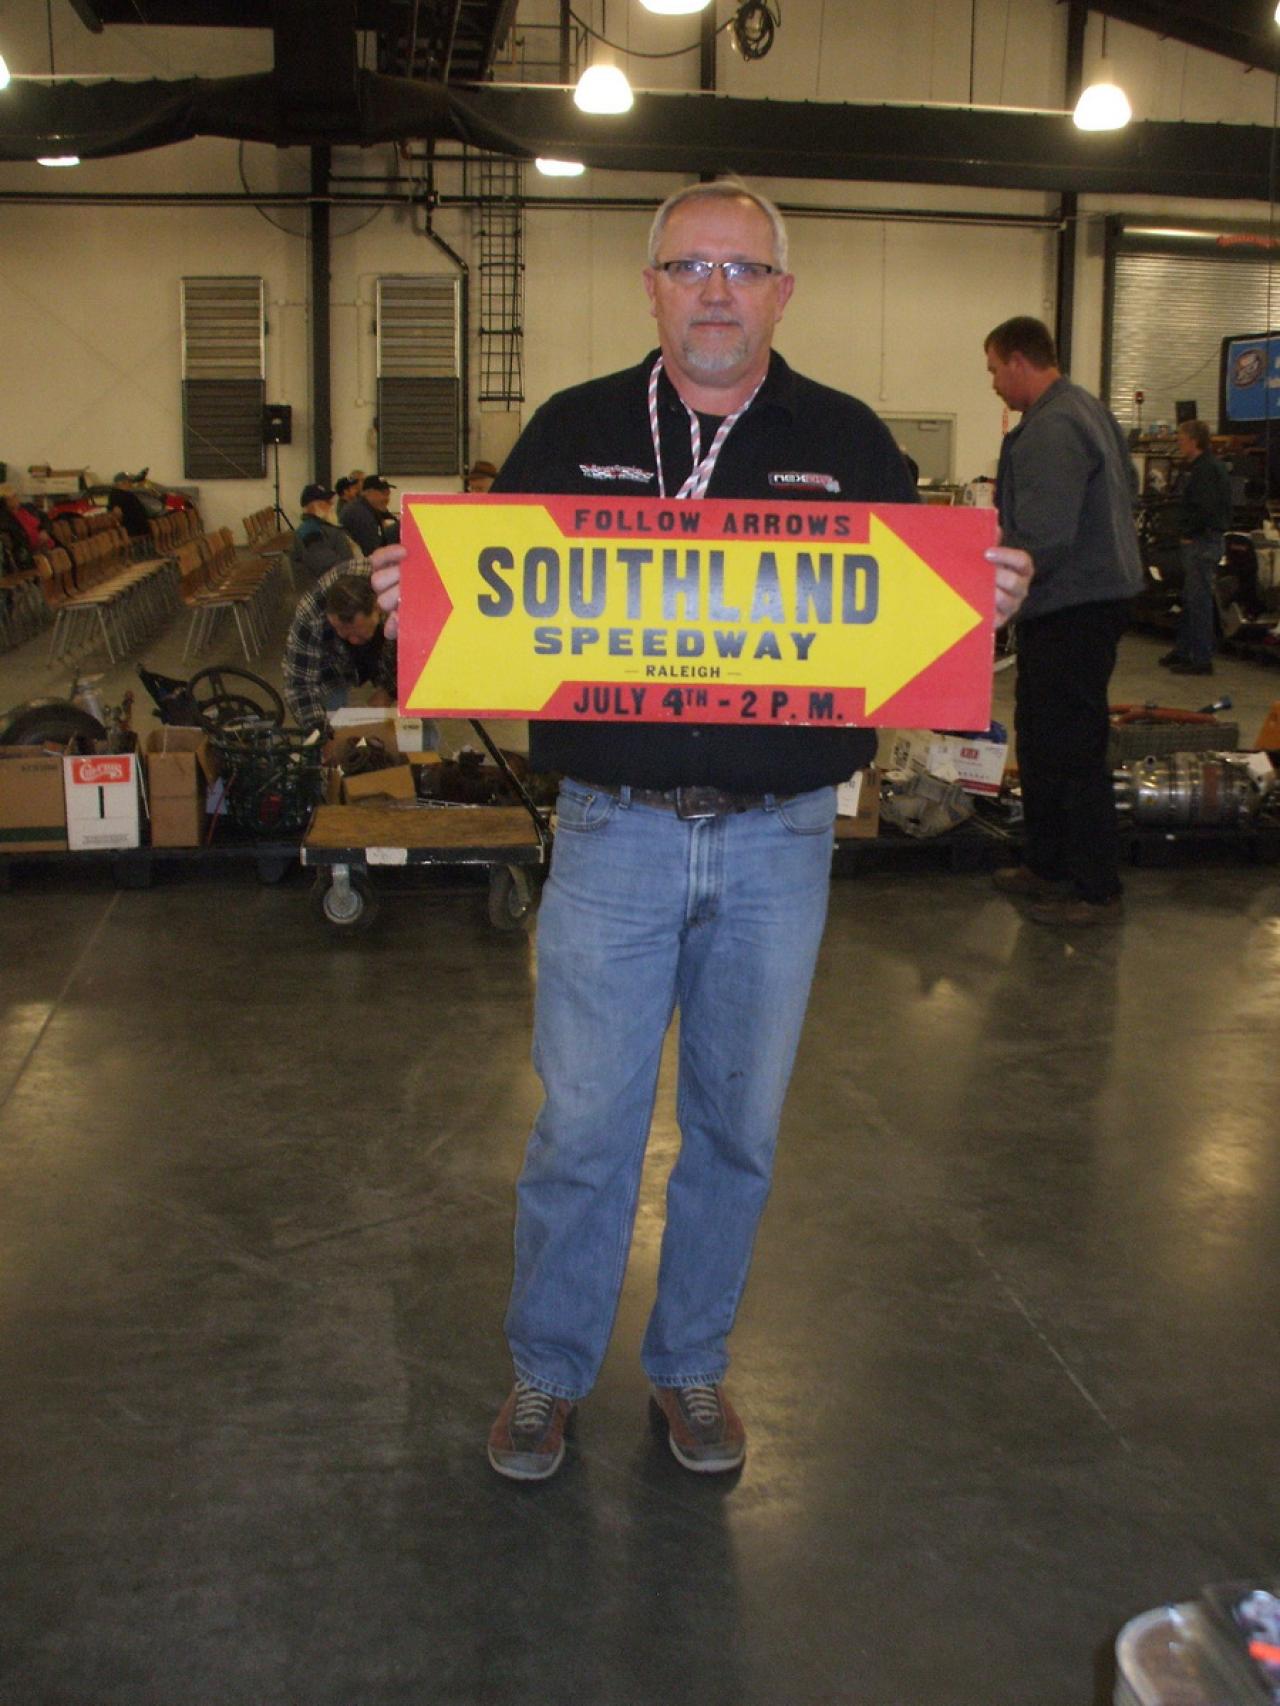 FOLLOW ARROWS
SOUTHLAND
SPEEDWAY
— RALEIGH —
JULY 4TH - 2 P. M.